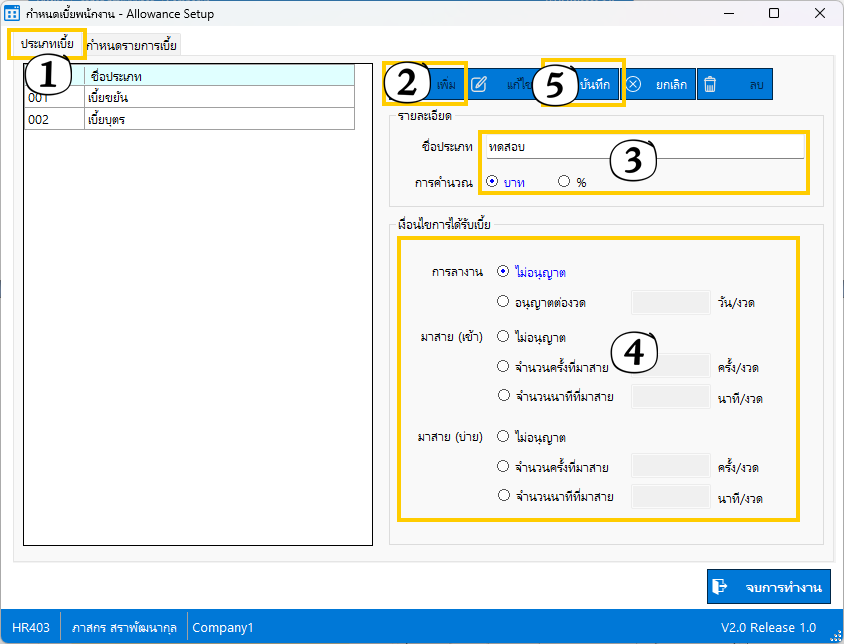 กำหนดเบี้ยพนักงาน - Allowance Setup
ประเภทเบี้ย กำหนดรายการเบี้ย
1 ชื่อประเภท
001 เบี้ยขยัน
002 เบี้ยบุตร
2 เพิ่ม แก้ไข 5 บันทึก ยกเลิก ลบ
รายละเอียด
ชื่อประเภท ทดสอบ 3
การคำนวณ บาท %
เงื่อนไขการได้รับเบี้ย
การลางาน ไม่อนุญาต
อนุญาตต่องวด วัน/งวด
มาสาย (เช้า) ไม่อนุญาต 4
จำนวนครั้งที่มาสาย ครั้ง/งวด
จำนวนนาทีที่มาสาย นาที/งวด
มาสาย (บ่าย) ไม่อนุญาต
จำนวนครั้งที่มาสาย ครั้ง/งวด
จำนวนนาทีที่มาสาย นาที/งวด
จบการทำงาน
HR403 ภาสกร สราพัฒนากุล Company1 V2.0 Release 1.0